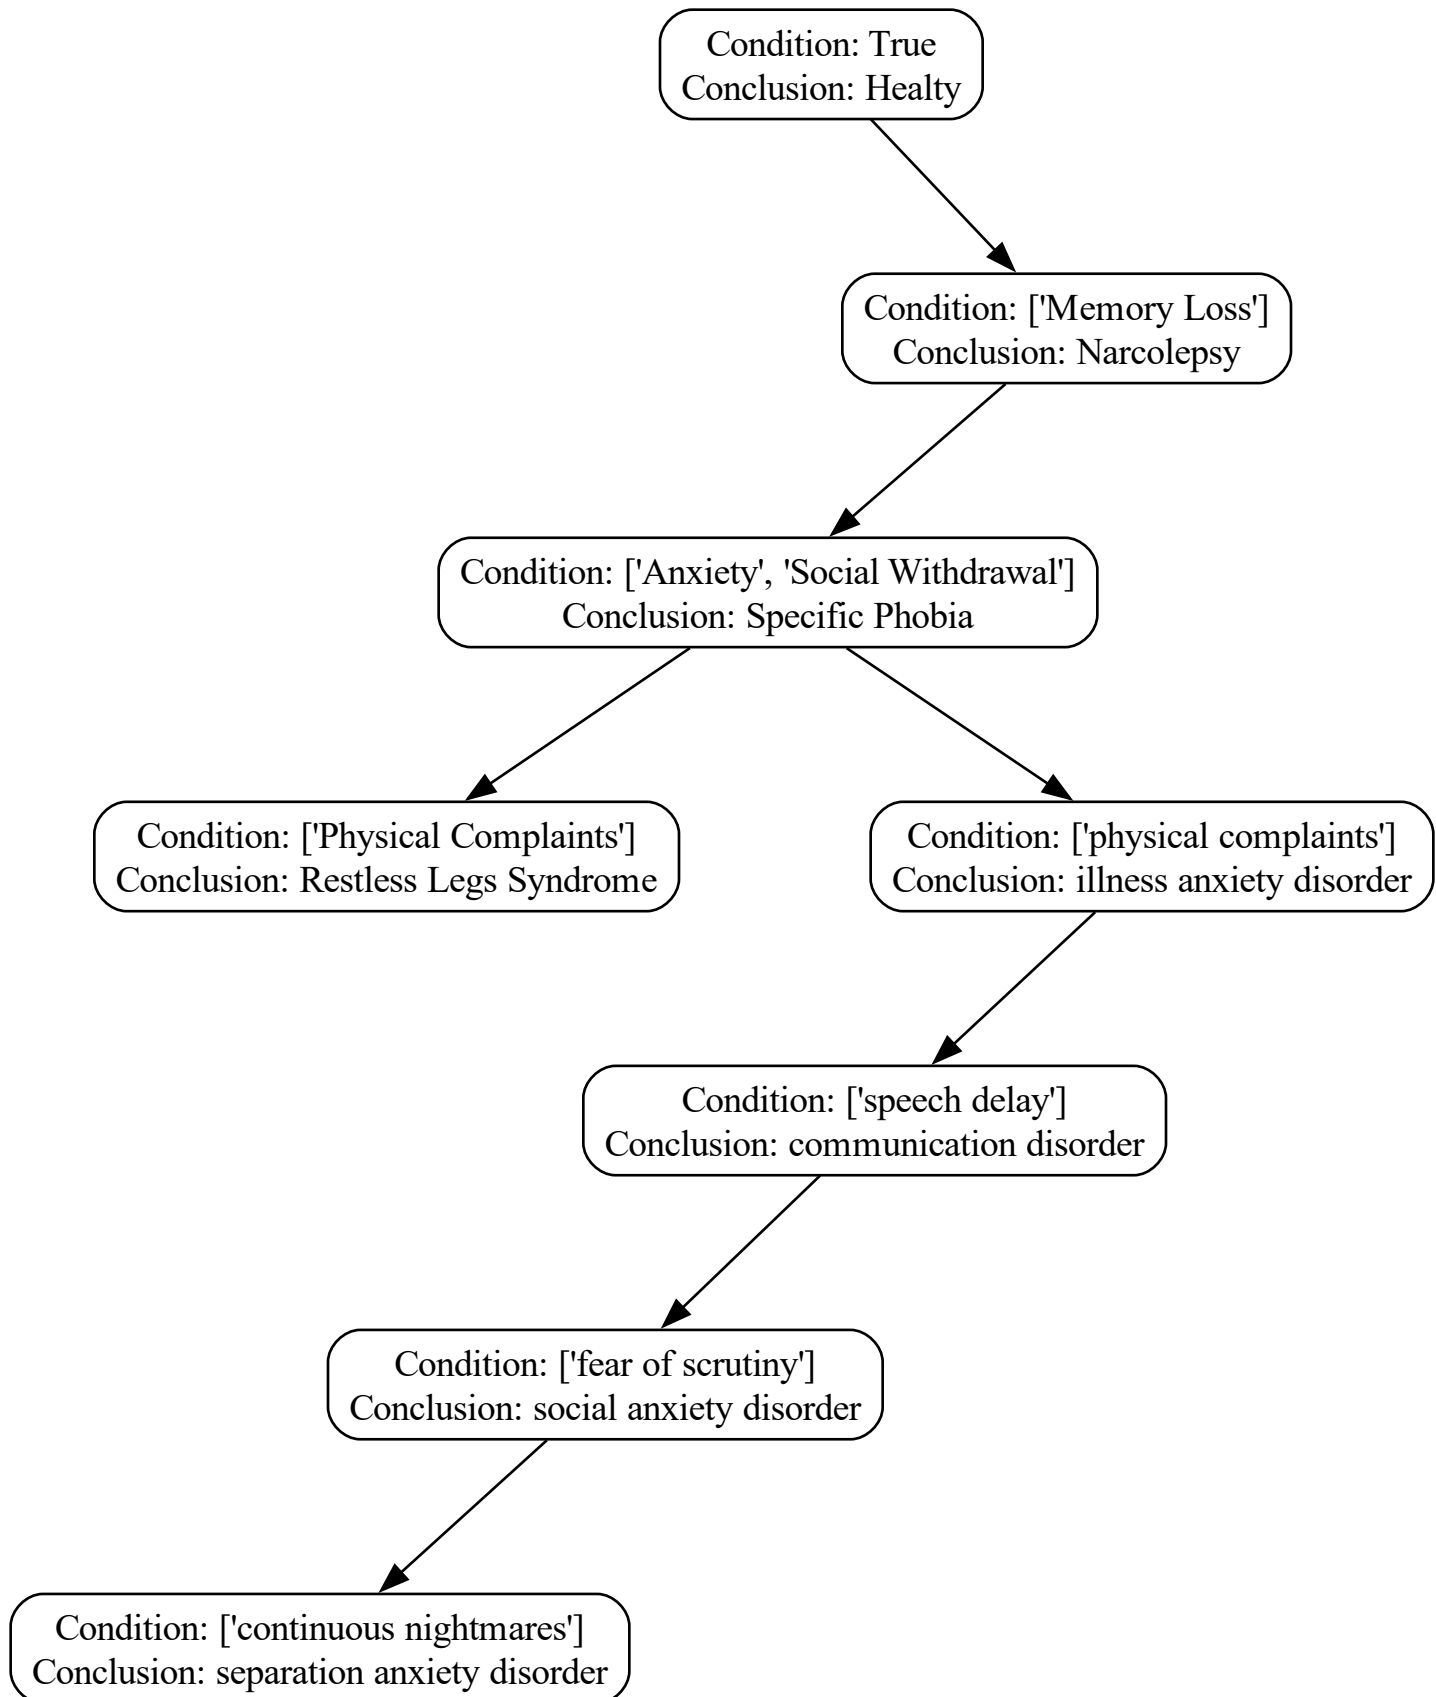 Condition: True
Conclusion: Healty
Condition: ['Memory Loss']
Conclusion: Narcolepsy
Condition: ['Anxiety', 'Social Withdrawal']
Conclusion: Specific Phobia
Condition: ['Physical Complaints']
Conclusion: Restless Legs Syndrome
Condition: ['physical complaints']
Conclusion: illness anxiety disorder
Condition: ['speech delay']
Conclusion: communication disorder
Condition: ['fear of scrutiny']
Conclusion: social anxiety disorder
Condition: ['continuous nightmares']
Conclusion: separation anxiety disorder